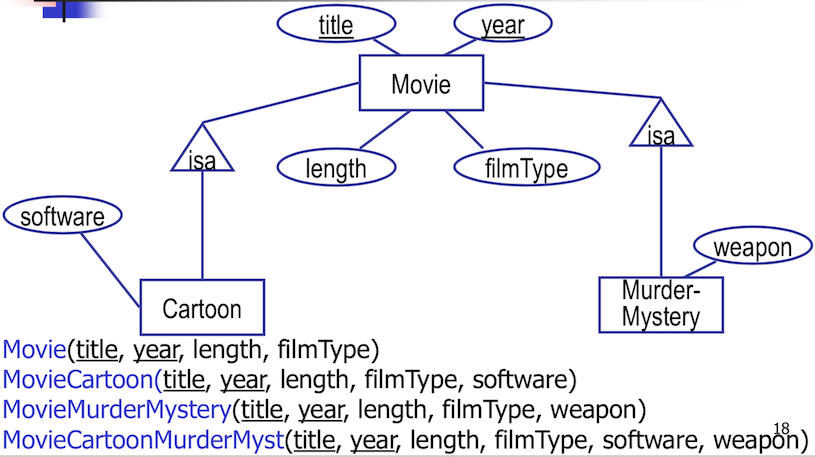 title
year
Movie
isa
isa
length
filmType
software
weapon
Cartoon
Murder-
Mystery
Movie(title, year, length, filmType)
MovieCartoon(title, year, length, filmType, software)
MovieMurderMystery(title, year, length, filmType, weapon)
18
MovieCartoonMurderMyst(title, year, length, filmType, software, weapon)